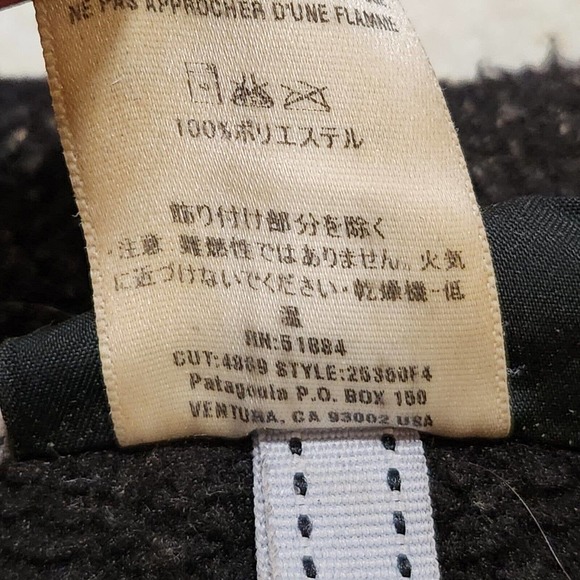 NE PAS APPROCHER D'UNE FLAMME
100%ポリエステル
飾り付け部分を除く
・注意 難燃性ではありません。火気
に近づけないでください・乾燥機-低
温
RN:51884
CUT:4869 STYLE:25360F4
Patagonia P.O. BOX 150
VENTURA, CA 93002 USA